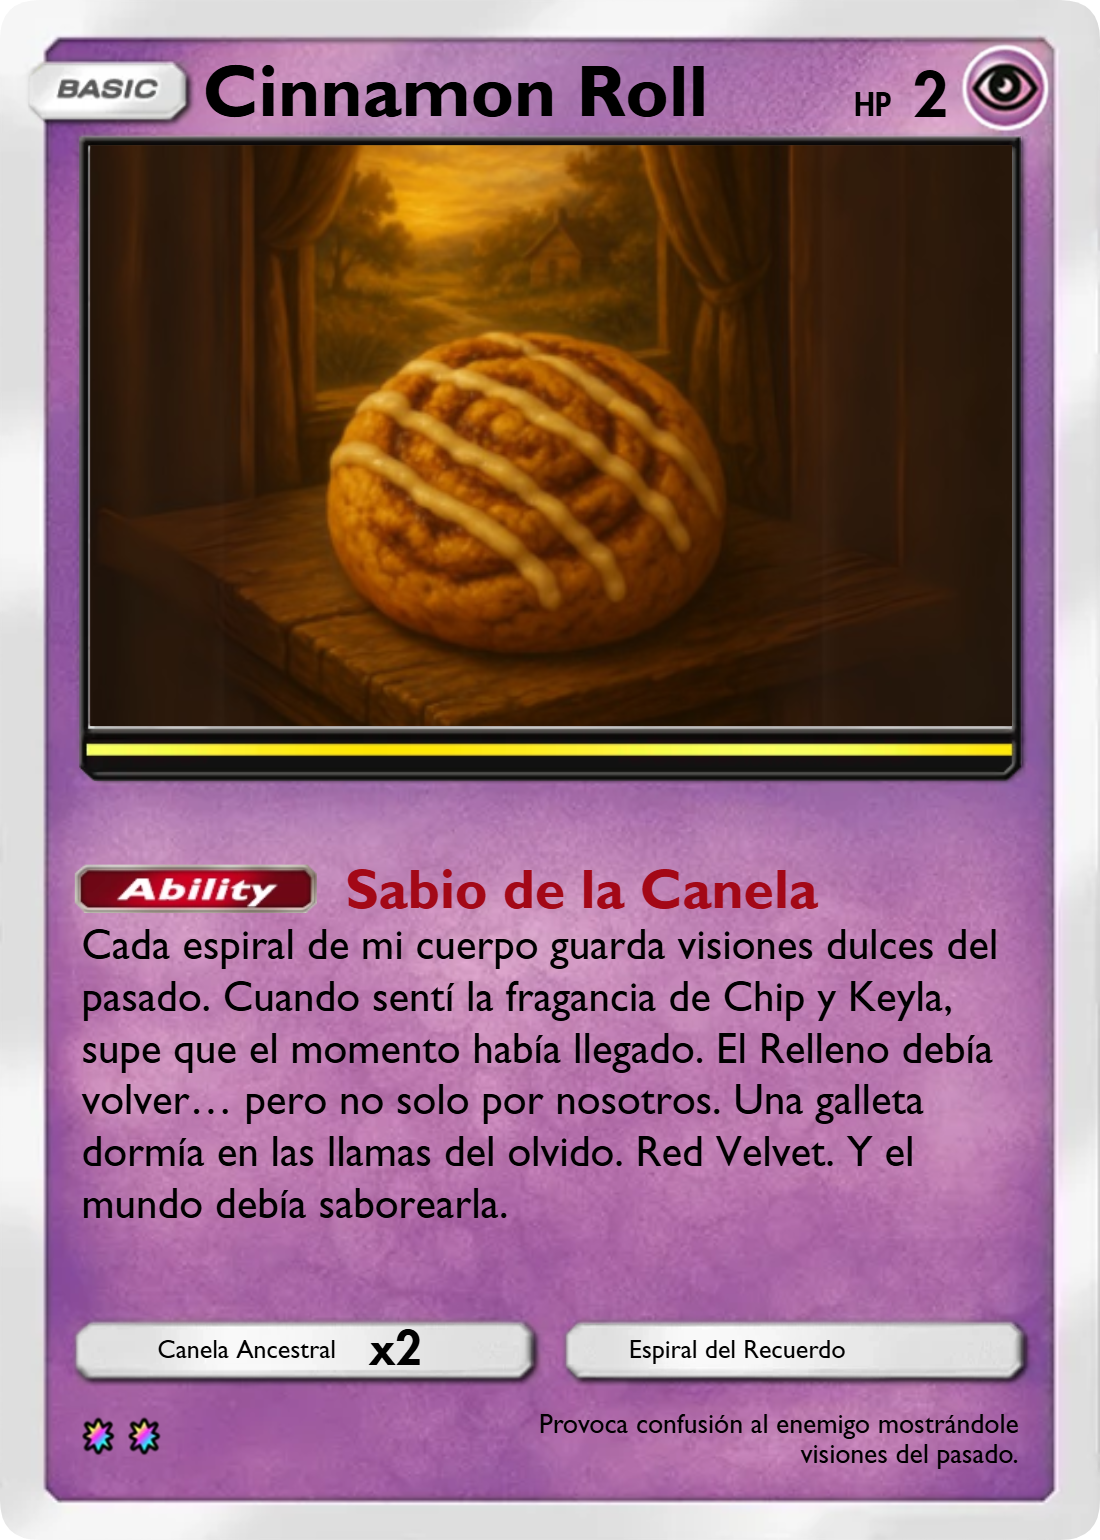 BASIC
Cinnamon Roll
HP 2
Ability
Sabio de la Canela
Cada espiral de mi cuerpo guarda visiones dulces del
pasado. Cuando sentí la fragancia de Chip y Keyla,
supe que el momento había llegado. El Relleno debía
volver… pero no solo por nosotros. Una galleta
dormía en las llamas del olvido. Red Velvet. Y el
mundo debía saborearla.
Canela Ancestral x2
Espiral del Recuerdo
Provoca confusión al enemigo mostrándole
visiones del pasado.